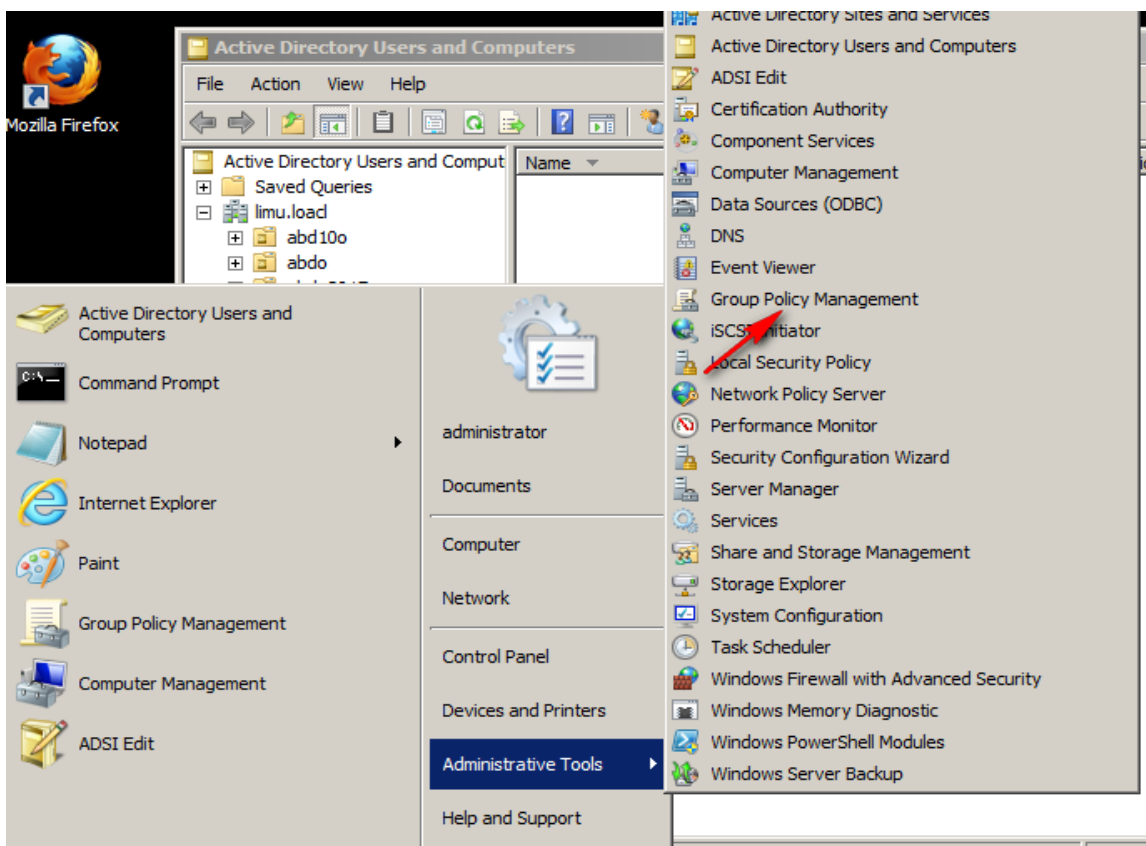 Mozilla Firefox
Active Directory Users and Computers
File Action View Help
Active Directory Users and Comput
Name
Saved Queries
limu.loacl
abd10o
abdo
Active Directory Users and
Computers
Command Prompt
Notepad
Internet Explorer
Paint
Group Policy Management
Computer Management
ADSI Edit
administrator
Documents
Computer
Network
Control Panel
Devices and Printers
Administrative Tools
Help and Support
Active Directory Sites and Services
Active Directory Users and Computers
ADSI Edit
Certification Authority
Component Services
Computer Management
Data Sources (ODBC)
DNS
Event Viewer
Group Policy Management
iSCSI Initiator
Local Security Policy
Network Policy Server
Performance Monitor
Security Configuration Wizard
Server Manager
Services
Share and Storage Management
Storage Explorer
System Configuration
Task Scheduler
Windows Firewall with Advanced Security
Windows Memory Diagnostic
Windows PowerShell Modules
Windows Server Backup